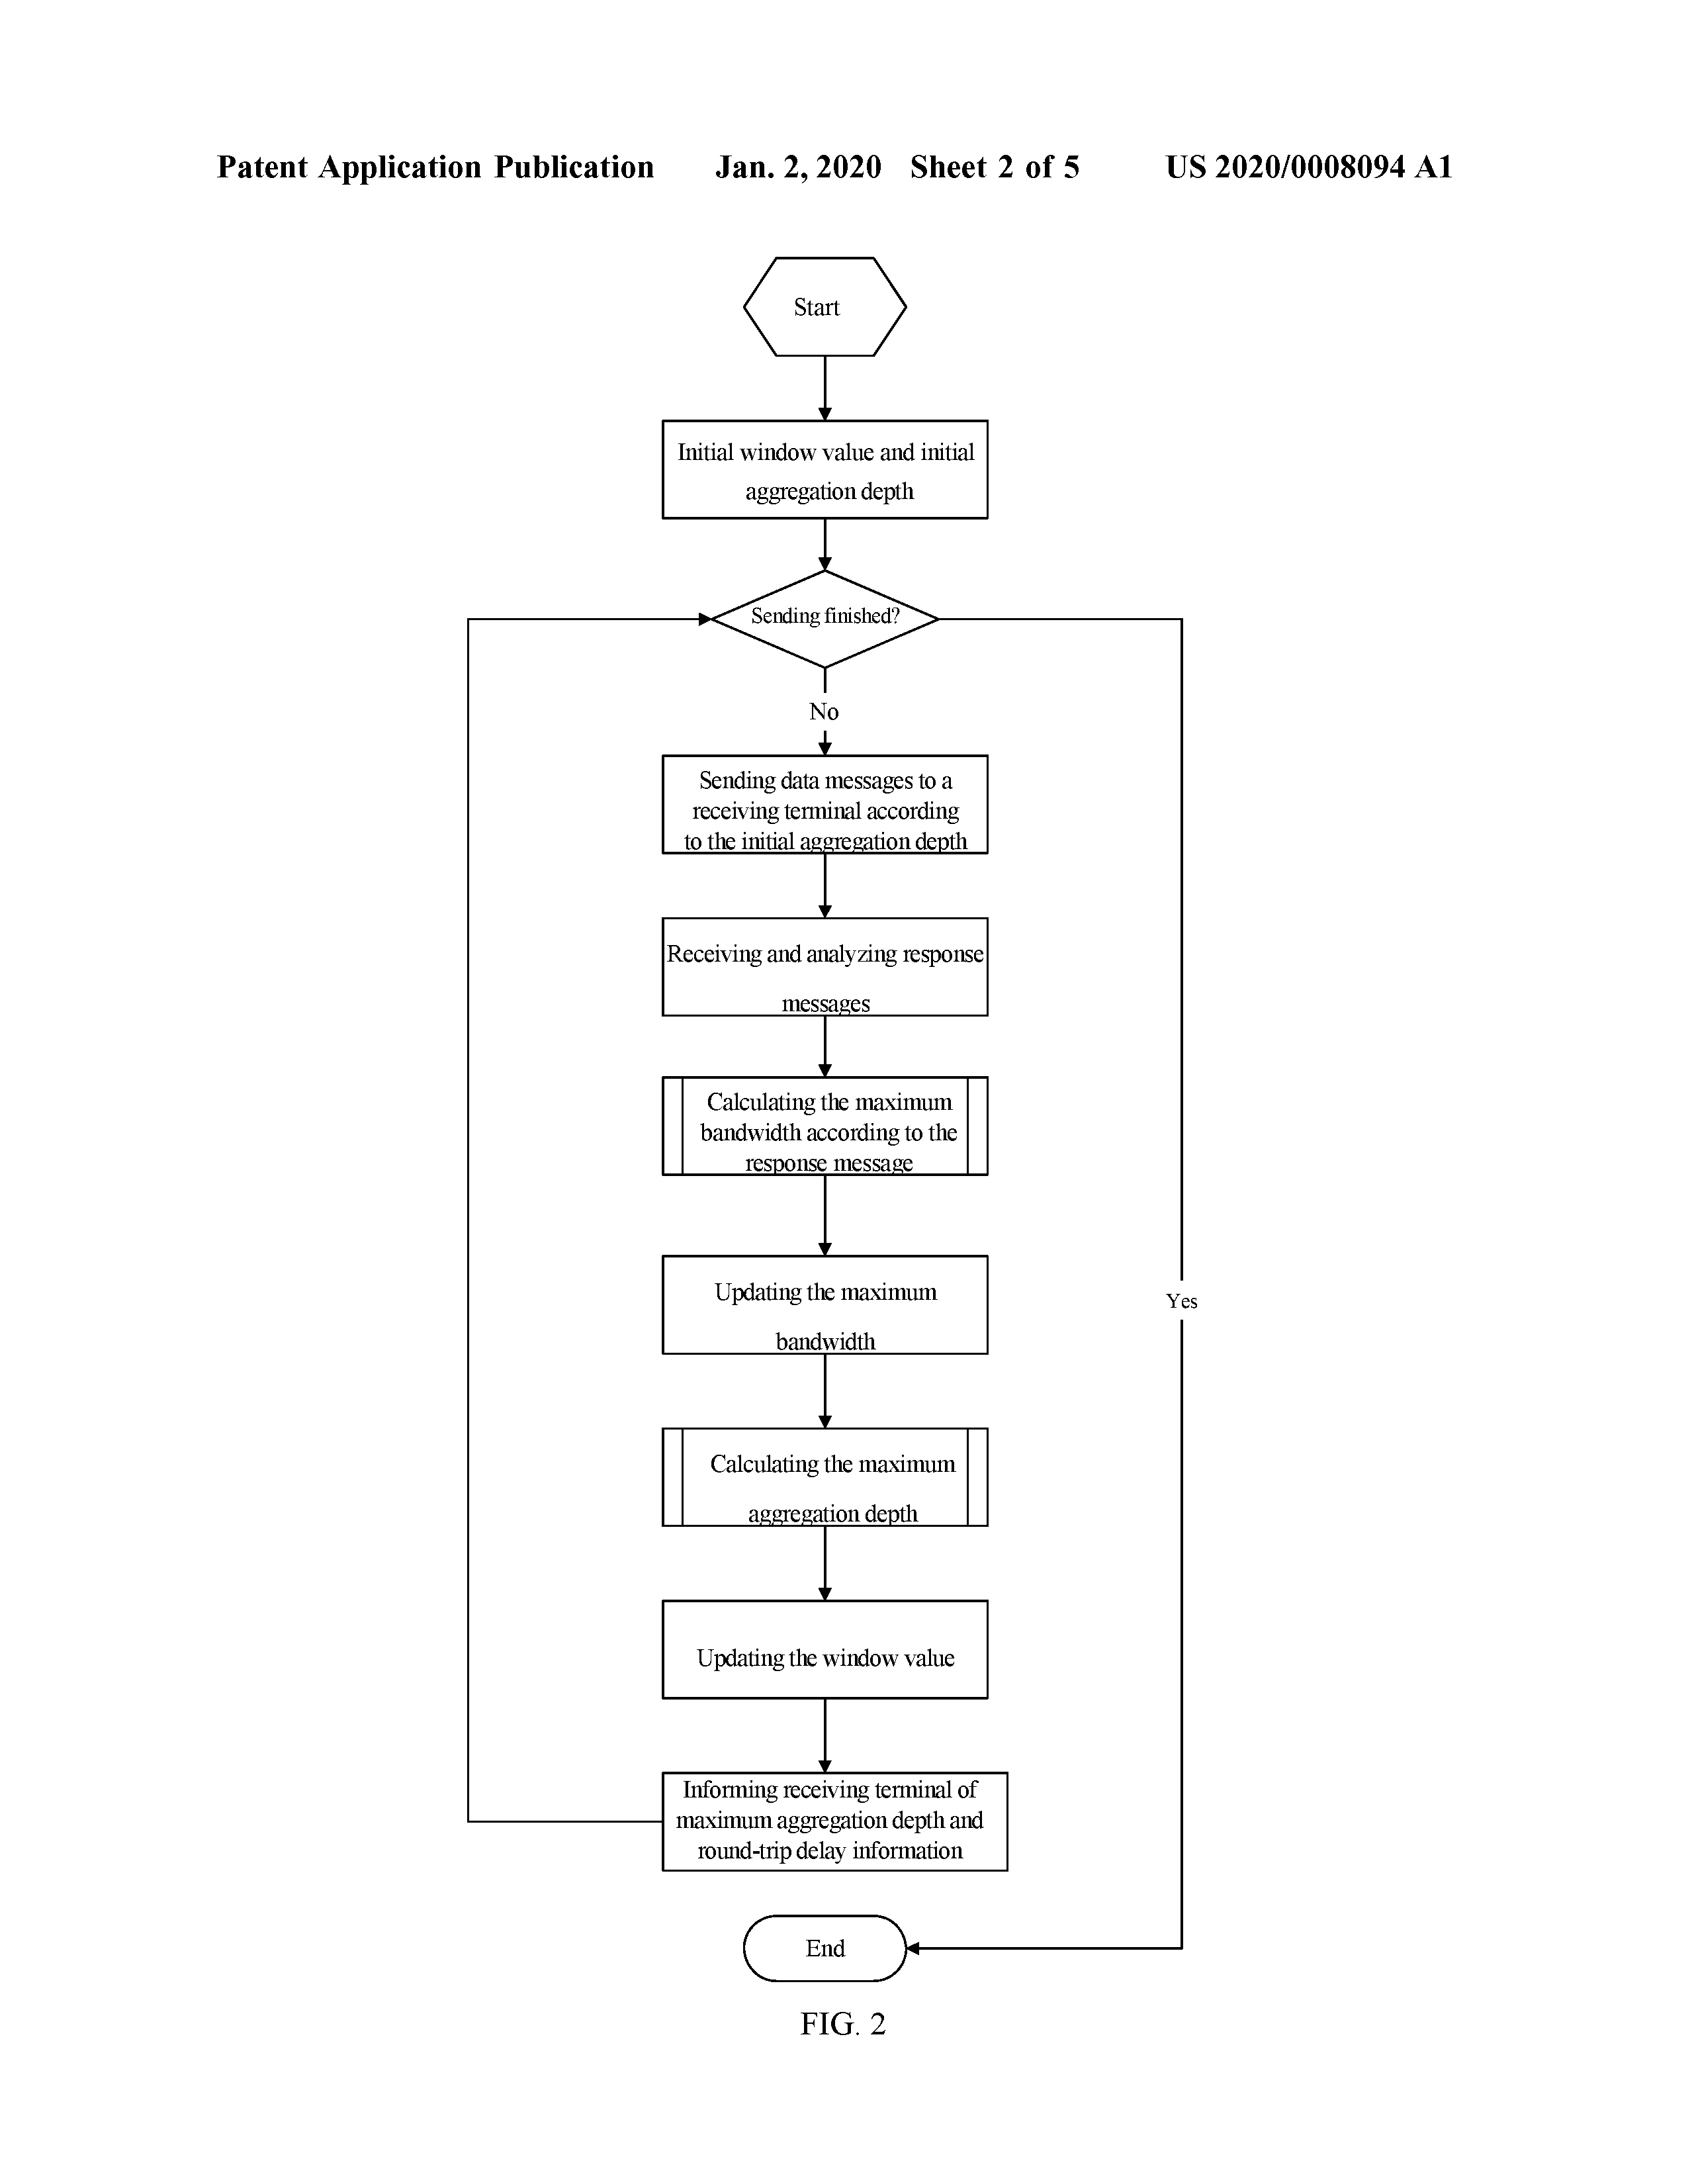 Patent Application Publication Jan. 2, 2020 Sheet 2 of 5 US 2020/0008094 A1
Start
Initial window value and initial
aggregation depth
Sending finished?
No
Sending data messages to a
receiving terminal according
to the initial aggregation depth
Receiving and analyzing response
messages
Calculating the maximum
bandwidth according to the
response message
Updating the maximum
bandwidth
Yes
Calculating the maximum
aggregation depth
Updating the window value
Informing receiving terminal of
maximum aggregation depth and
round-trip delay information
End
FIG. 2